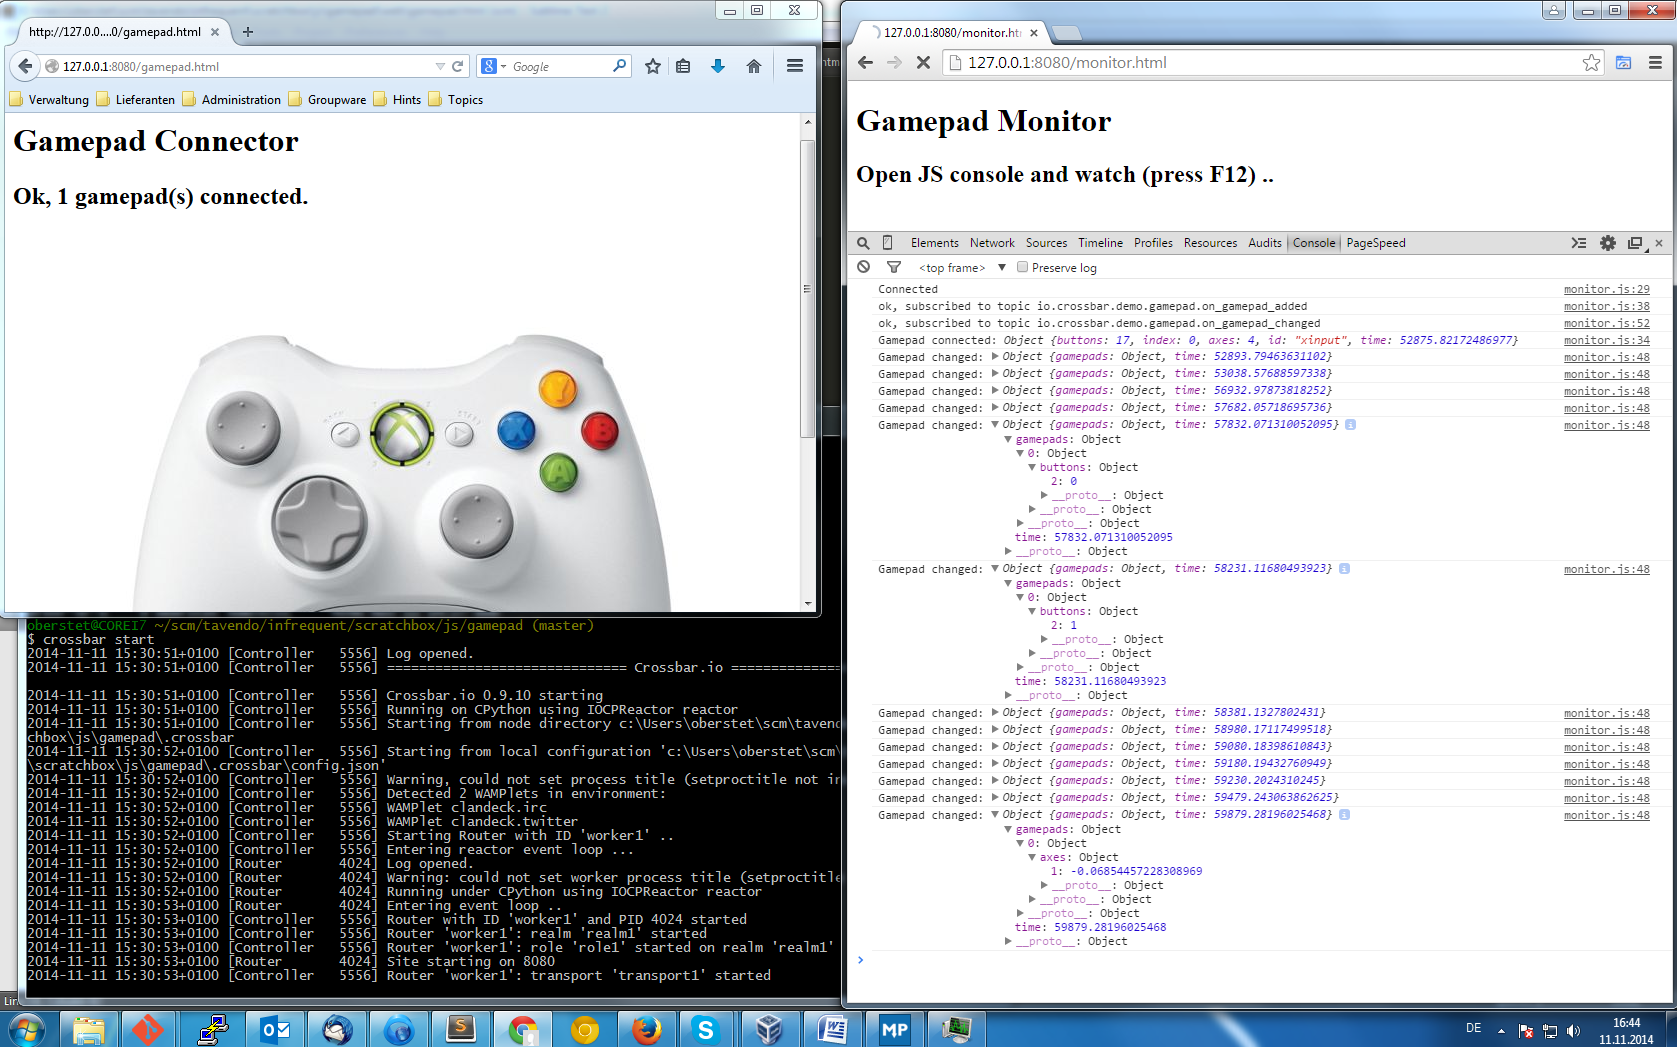 http://127.0.0....0/gamepad.html
127.0.0.1:8080/gamepad.html
Google
Verwaltung Lieferanten Administration Groupware Hints Topics
Gamepad Connector
Ok, 1 gamepad(s) connected.
Y
X
B
A
oberstet@COREI7 ~/scm/tavendo/infrequent/scratchbox/js/gamepad (master)
$ crossbar start
2014-11-11 15:30:51+0100 [Controller   5556] Log opened.
2014-11-11 15:30:51+0100 [Controller   5556] ============================== Crossbar.io ==============
2014-11-11 15:30:51+0100 [Controller   5556] Crossbar.io 0.9.10 starting
2014-11-11 15:30:51+0100 [Controller   5556] Running on CPython using IOCPReactor reactor
2014-11-11 15:30:51+0100 [Controller   5556] Starting from node directory c:\Users\oberstet\scm\tavend
chbox\js\gamepad\.crossbar
2014-11-11 15:30:52+0100 [Controller   5556] Starting from local configuration 'c:\Users\oberstet\scm\
\scratchbox\js\gamepad\.crossbar\config.json'
2014-11-11 15:30:52+0100 [Controller   5556] Warning, could not set process title (setproctitle not in
2014-11-11 15:30:52+0100 [Controller   5556] Detected 2 WAMPlets in environment:
2014-11-11 15:30:52+0100 [Controller   5556] WAMPlet clandeck.irc
2014-11-11 15:30:52+0100 [Controller   5556] WAMPlet clandeck.twitter
2014-11-11 15:30:52+0100 [Controller   5556] Starting Router with ID 'worker1' ..
2014-11-11 15:30:52+0100 [Controller   5556] Entering reactor event loop ...
2014-11-11 15:30:52+0100 [Router       4024] Log opened.
2014-11-11 15:30:52+0100 [Router       4024] Warning: could not set worker process title (setproctitle
2014-11-11 15:30:52+0100 [Router       4024] Running under CPython using IOCPReactor reactor
2014-11-11 15:30:53+0100 [Router       4024] Entering event loop ..
2014-11-11 15:30:53+0100 [Controller   5556] Router with ID 'worker1' and PID 4024 started
2014-11-11 15:30:53+0100 [Controller   5556] Router 'worker1': realm 'realm1' started
2014-11-11 15:30:53+0100 [Controller   5556] Router 'worker1': role 'role1' started on realm 'realm1'
2014-11-11 15:30:53+0100 [Router       4024] Site starting on 8080
2014-11-11 15:30:53+0100 [Controller   5556] Router 'worker1': transport 'transport1' started
127.0.0.1:8080/monitor.ht
127.0.0.1:8080/monitor.html
Gamepad Monitor
Open JS console and watch (press F12) ..
Elements Network Sources Timeline Profiles Resources Audits Console PageSpeed
<top frame> Preserve log
Connected monitor.js:29
ok, subscribed to topic io.crossbar.demo.gamepad.on_gamepad_added monitor.js:38
ok, subscribed to topic io.crossbar.demo.gamepad.on_gamepad_changed monitor.js:52
Gamepad connected: Object {buttons: 17, index: 0, axes: 4, id: "xinput", time: 52875.82172486977} monitor.js:34
Gamepad changed: Object {gamepads: Object, time: 52893.79463631102} monitor.js:48
Gamepad changed: Object {gamepads: Object, time: 53038.57688597338} monitor.js:48
Gamepad changed: Object {gamepads: Object, time: 56932.97873818252} monitor.js:48
Gamepad changed: Object {gamepads: Object, time: 57682.05718695736} monitor.js:48
Gamepad changed: Object {gamepads: Object, time: 57832.071310052095} monitor.js:48
gamepads: Object
0: Object
buttons: Object
2: 0
__proto__: Object
__proto__: Object
__proto__: Object
time: 57832.071310052095
__proto__: Object
Gamepad changed: Object {gamepads: Object, time: 58231.11680493923} monitor.js:48
gamepads: Object
0: Object
buttons: Object
2: 1
__proto__: Object
__proto__: Object
__proto__: Object
time: 58231.11680493923
__proto__: Object
Gamepad changed: Object {gamepads: Object, time: 58381.1327802431} monitor.js:48
Gamepad changed: Object {gamepads: Object, time: 58980.17117499518} monitor.js:48
Gamepad changed: Object {gamepads: Object, time: 59080.18398610843} monitor.js:48
Gamepad changed: Object {gamepads: Object, time: 59180.19432760949} monitor.js:48
Gamepad changed: Object {gamepads: Object, time: 59230.2024310245} monitor.js:48
Gamepad changed: Object {gamepads: Object, time: 59479.243063862625} monitor.js:48
Gamepad changed: Object {gamepads: Object, time: 59879.28196025468} monitor.js:48
gamepads: Object
0: Object
axes: Object
1: -0.06854457228308969
__proto__: Object
__proto__: Object
__proto__: Object
time: 59879.28196025468
__proto__: Object
MP
DE
16:44
11.11.2014